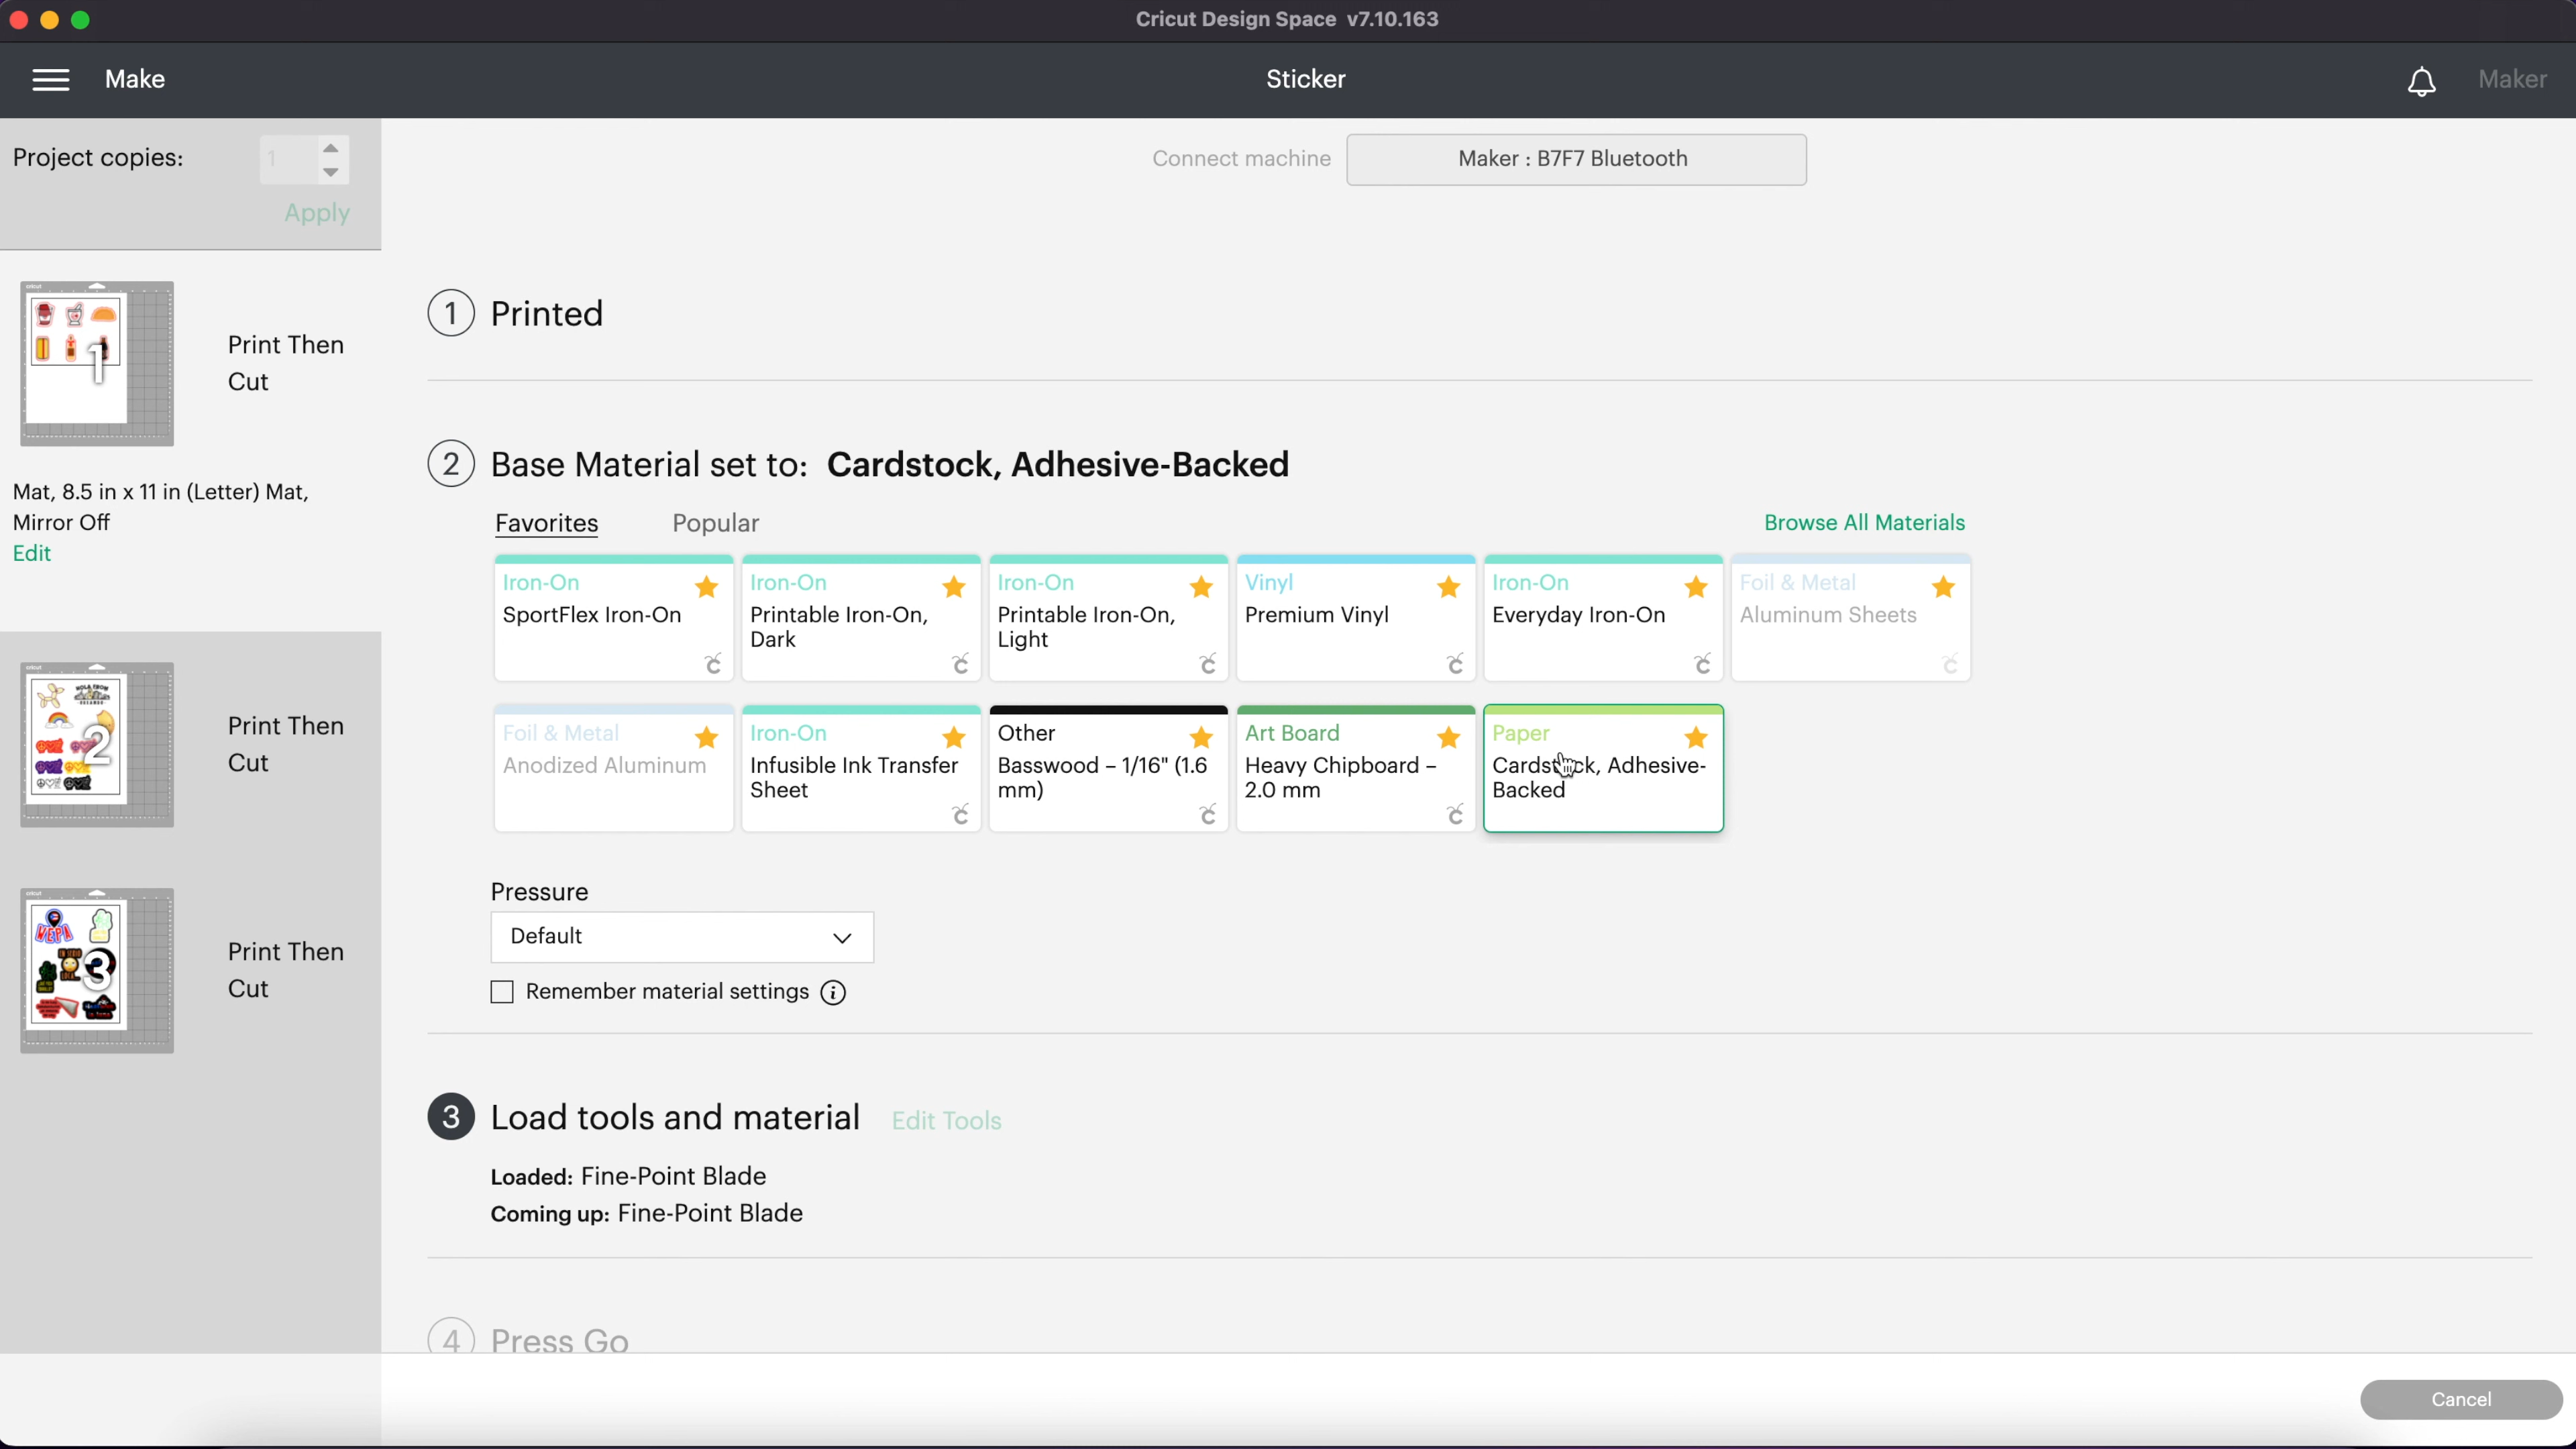 Cricut Design Space v7.10.163
Make
Sticker
Maker
Project copies:
1
Apply
Connect machine
Maker : B7F7 Bluetooth
1
Print Then
Cut
Mat, 8.5 in x 11 in (Letter) Mat,
Mirror Off
Edit
2
Print Then
Cut
VEPA
3
Print Then
Cut
1 Printed
2 Base Material set to: Cardstock, Adhesive-Backed
Favorites
Popular
Browse All Materials
Iron-On
SportFlex Iron-On
Iron-On
Printable Iron-On,
Dark
Iron-On
Printable Iron-On,
Light
Vinyl
Premium Vinyl
Iron-On
Everyday Iron-On
Foil & Metal
Aluminum Sheets
Foil & Metal
Anodized Aluminum
Iron-On
Infusible Ink Transfer
Sheet
Other
Basswood – 1/16" (1.6
mm)
Art Board
Heavy Chipboard –
2.0 mm
Paper
Cardstock, Adhesive-
Backed
Pressure
Default
Remember material settings
3 Load tools and material
Edit Tools
Loaded: Fine-Point Blade
Coming up: Fine-Point Blade
4 Press Go
Cancel